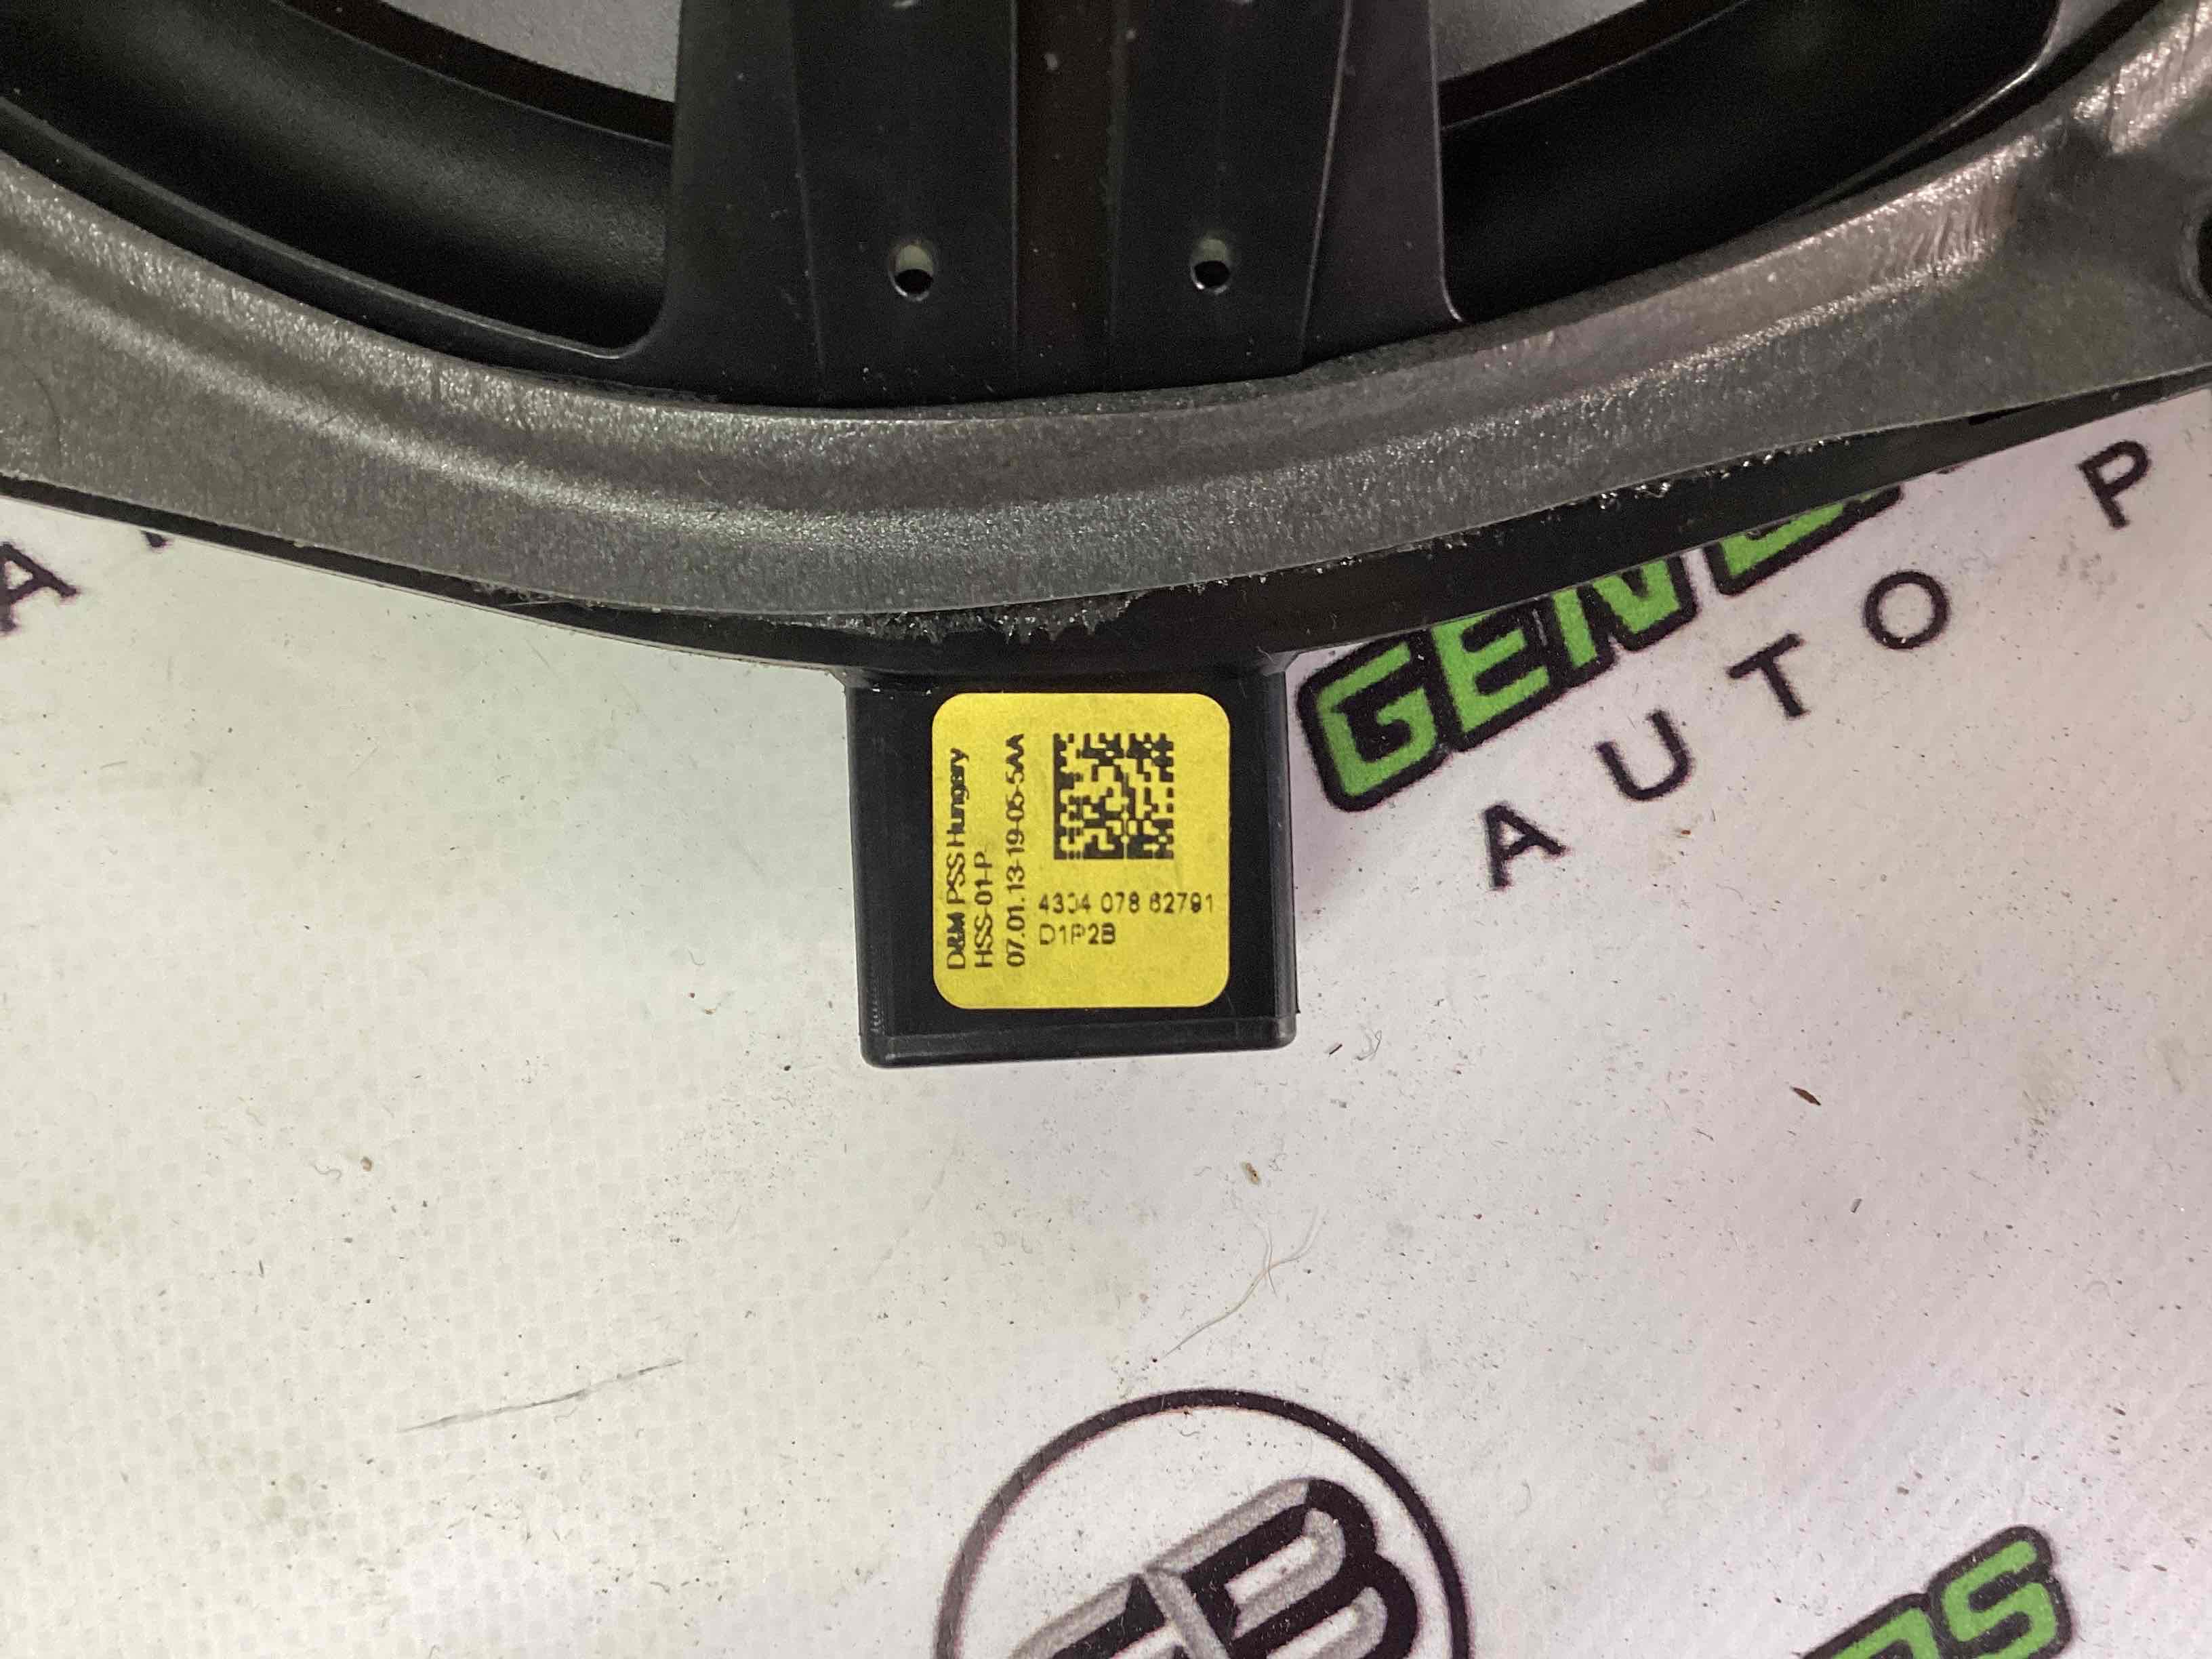 D&M PSS Hungary
HSS-01-P
07.01.13-19-05-5AA
4304 078 62791
D1P2B
AUTO P